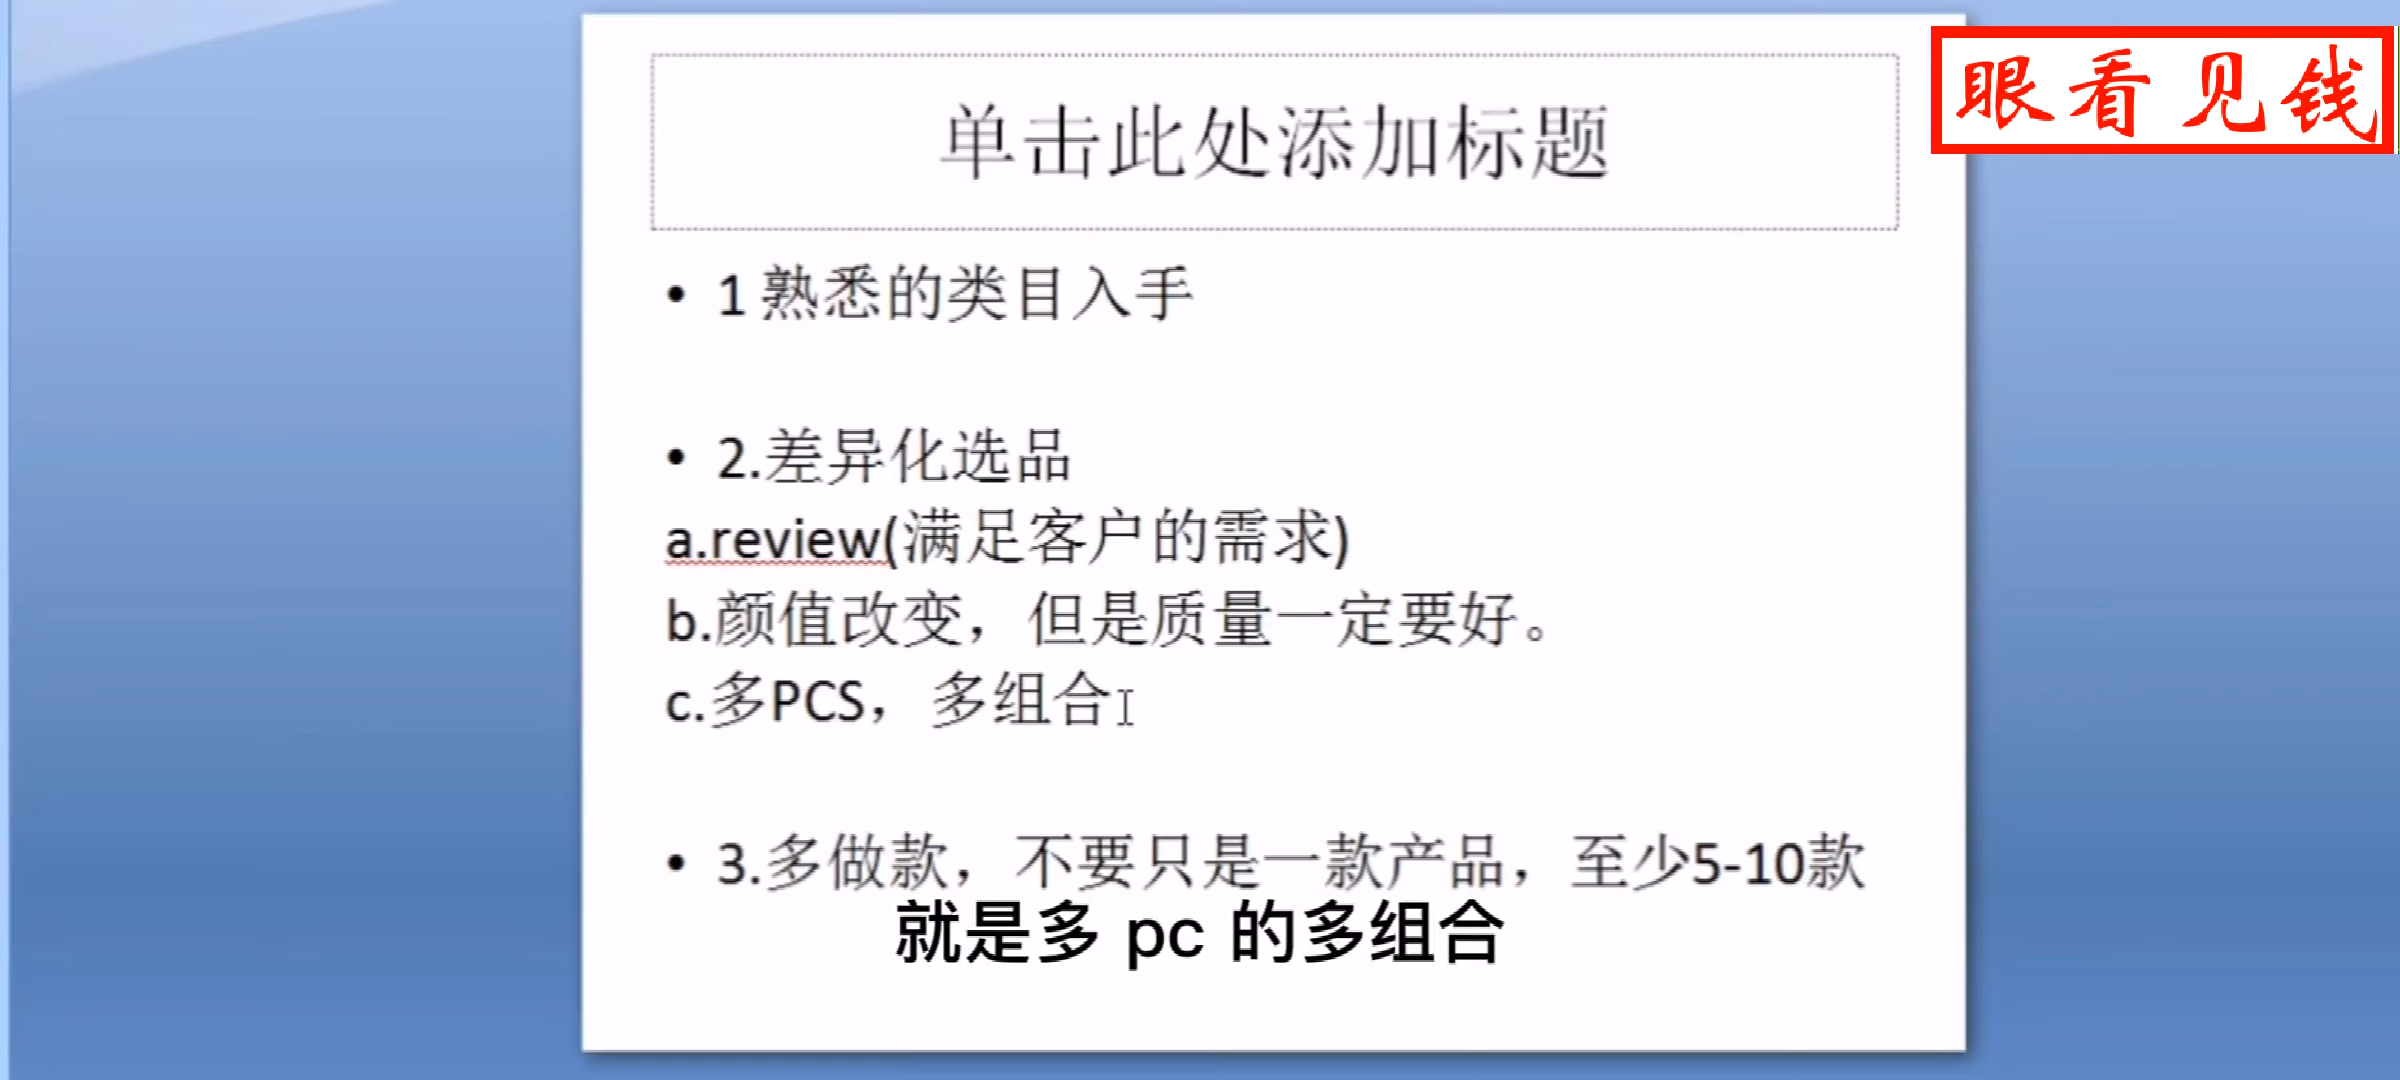 眼看见钱
单击此处添加标题
• 1 熟悉的类目入手
• 2.差异化选品
a.review(满足客户的需求)
b.颜值改变，但是质量一定要好。
c.多PCS，多组合
• 3.多做款，不要只是一款产品，至少5-10款
就是多 pc 的多组合